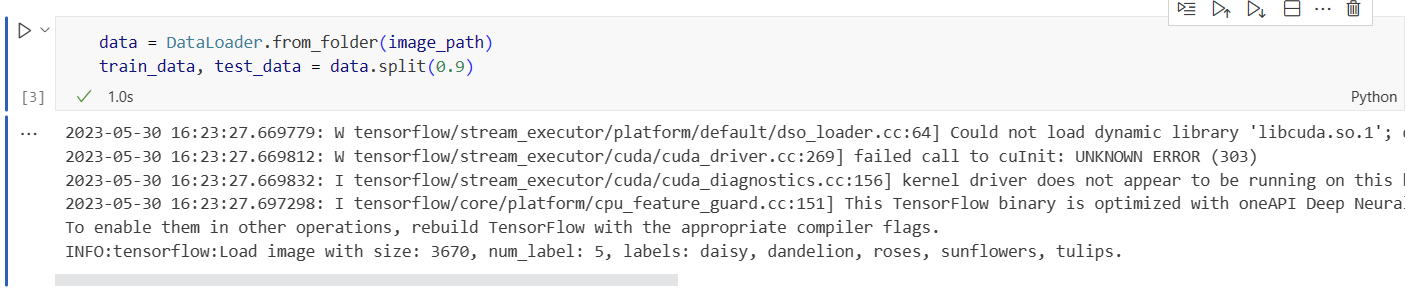 data = DataLoader.from_folder(image_path)
train_data, test_data = data.split(0.9)
[3] 1.0s Python
2023-05-30 16:23:27.669779: W tensorflow/stream_executor/platform/default/dso_loader.cc:64] Could not load dynamic library 'libcuda.so.1';
2023-05-30 16:23:27.669812: W tensorflow/stream_executor/cuda/cuda_driver.cc:269] failed call to cuInit: UNKNOWN ERROR (303)
2023-05-30 16:23:27.669832: I tensorflow/stream_executor/cuda/cuda_diagnostics.cc:156] kernel driver does not appear to be running on this
2023-05-30 16:23:27.697298: I tensorflow/core/platform/cpu_feature_guard.cc:151] This TensorFlow binary is optimized with oneAPI Deep Neural
To enable them in other operations, rebuild TensorFlow with the appropriate compiler flags.
INFO:tensorflow:Load image with size: 3670, num_label: 5, labels: daisy, dandelion, roses, sunflowers, tulips.